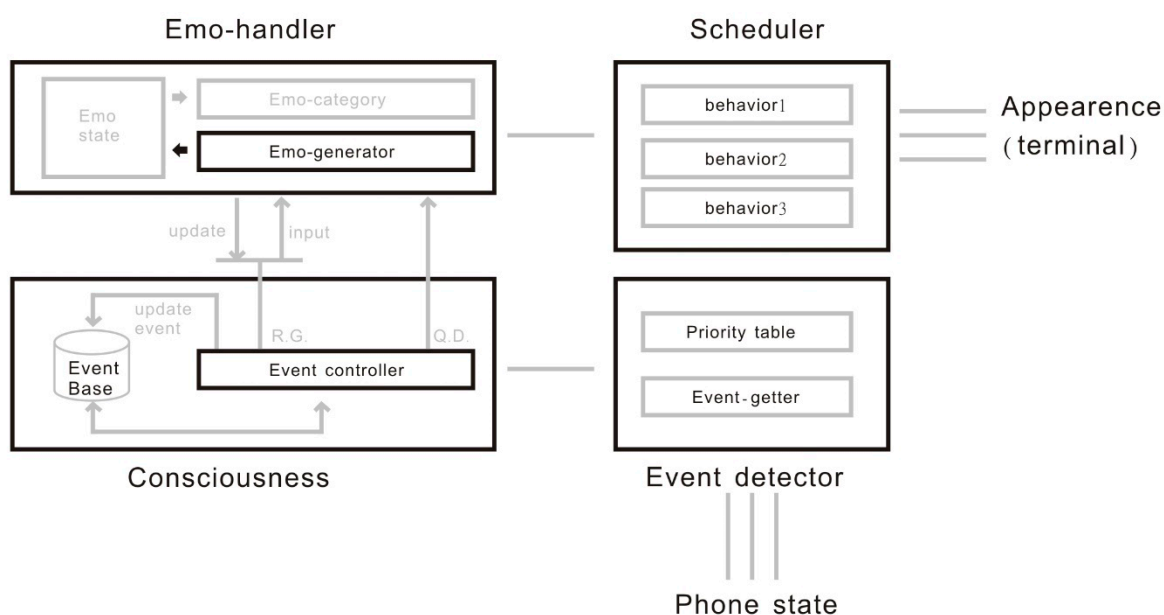 Emo-handler
Scheduler
Emo
state
Emo-category
Emo-generator
behavior1
behavior2
behavior3
Appearence
(terminal)
update
input
update
event
R.G.
Q.D.
Event
Base
Event controller
Priority table
Event-getter
Consciousness
Event detector
Phone state